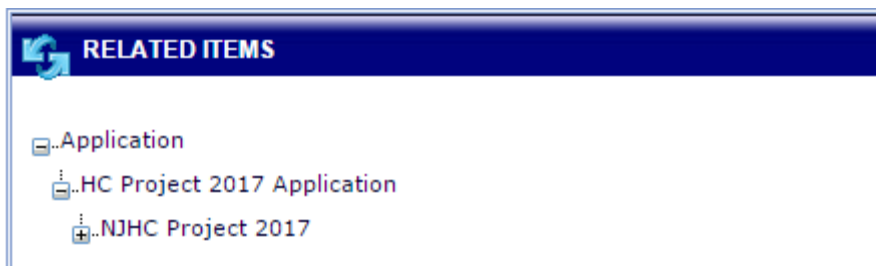 RELATED ITEMS
Application
HC Project 2017 Application
NJHC Project 2017